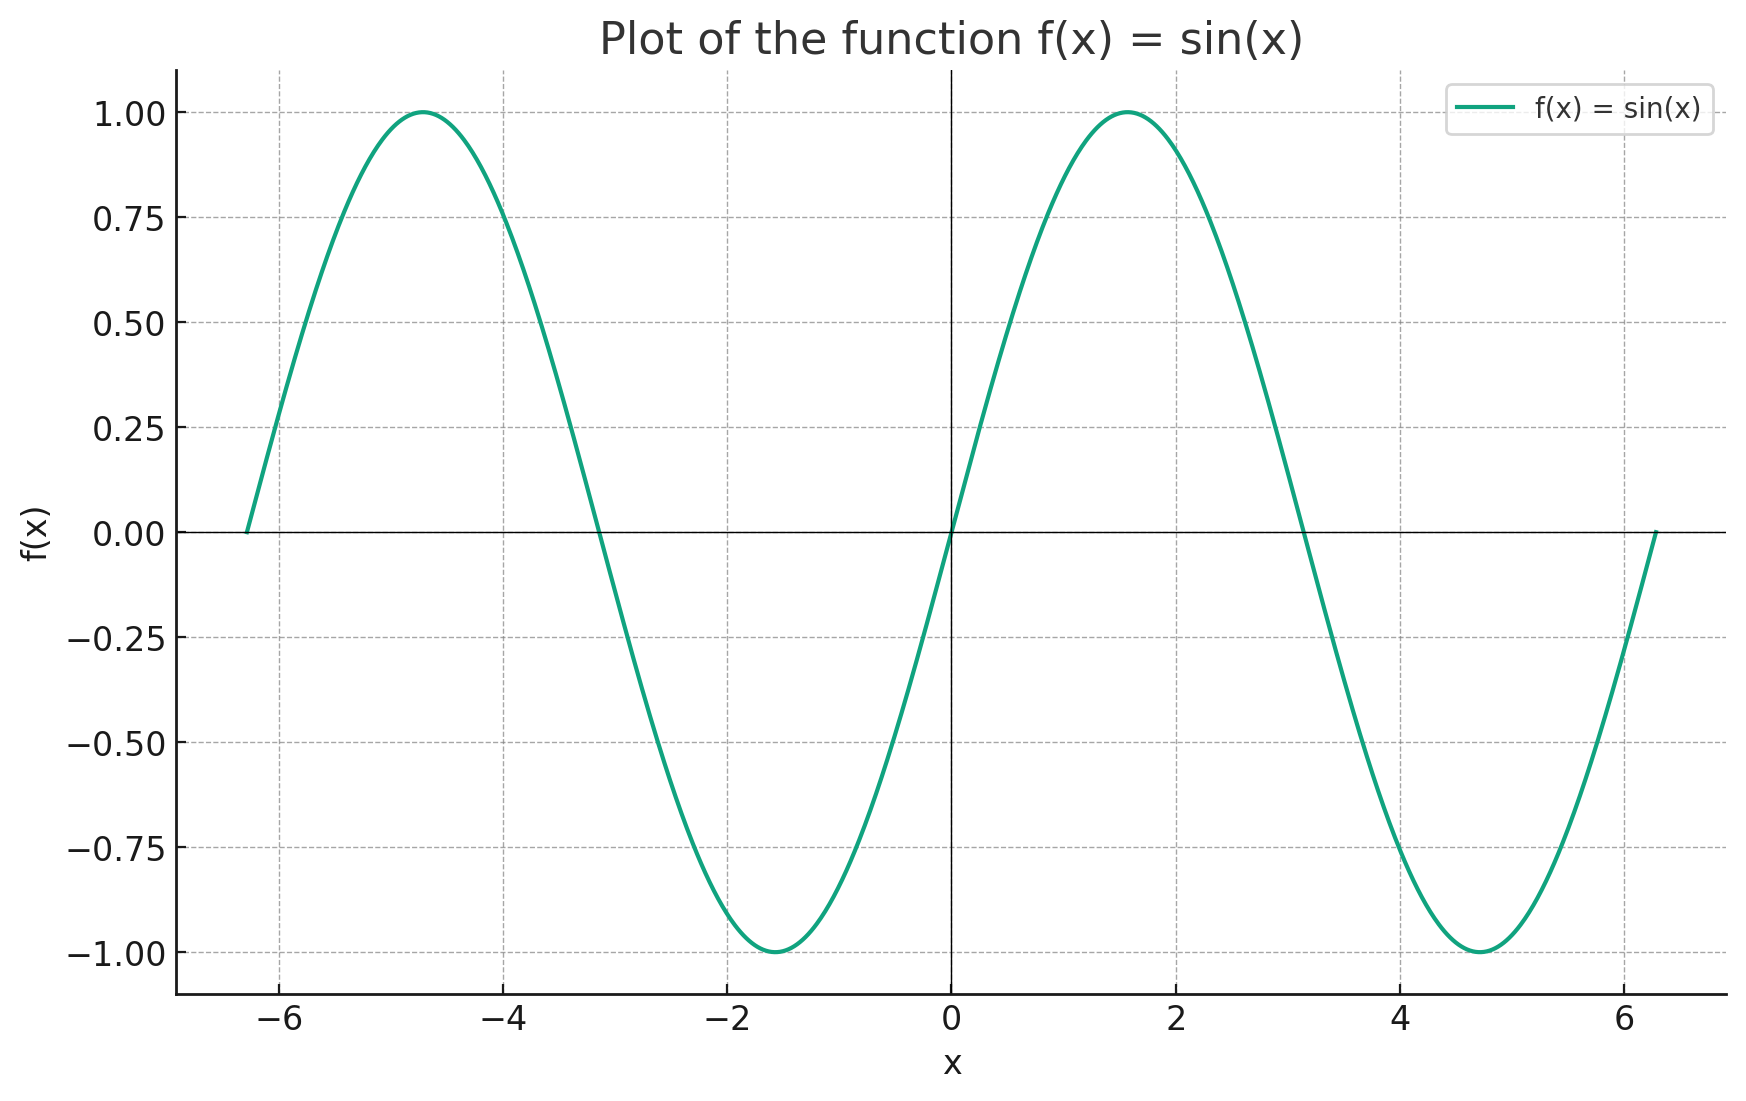 Plot of the function f(x) = sin(x)
f(x) = sin(x)
1.00
0.75
0.50
0.25
0.00
−0.25
−0.50
−0.75
−1.00
f(x)
−6 −4 −2 0 2 4 6
x